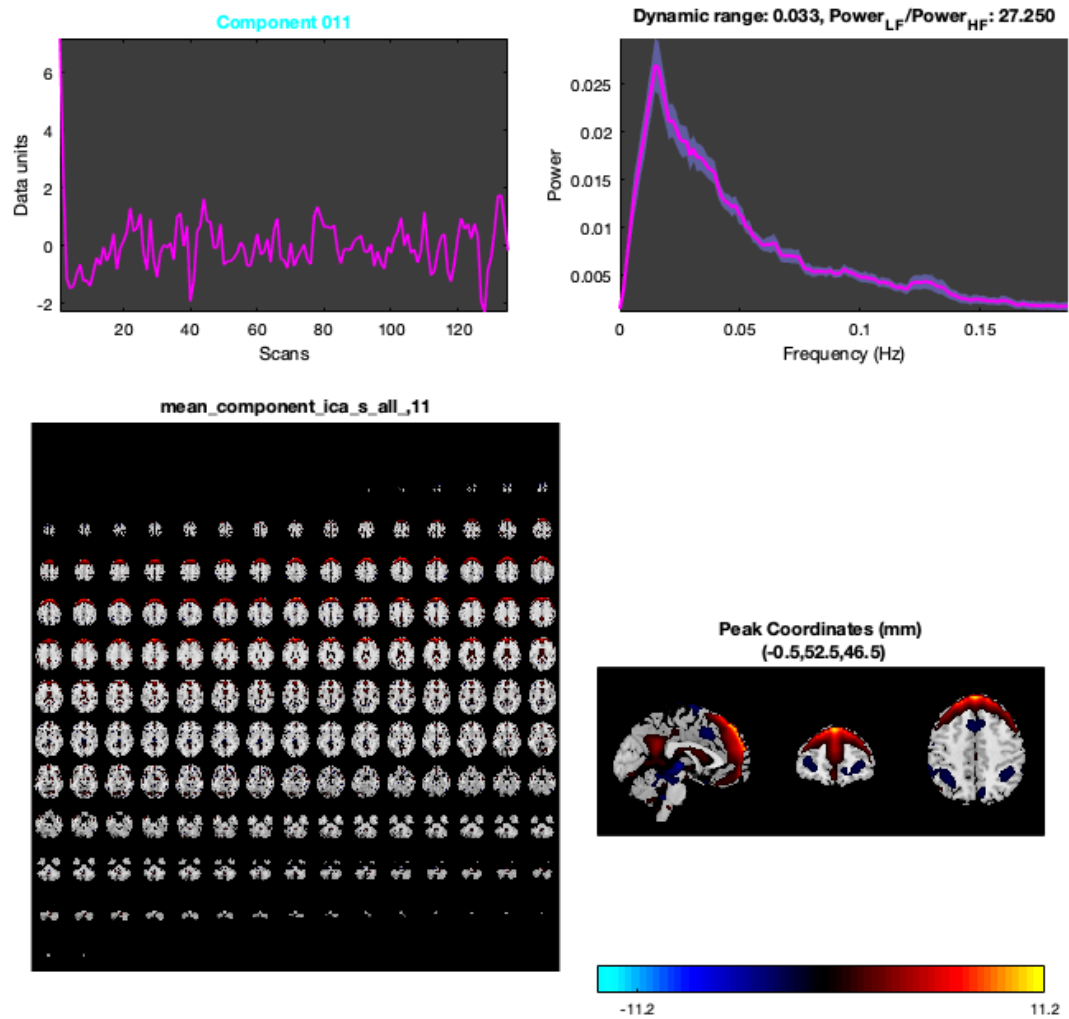 Component 011
Data units
6
4
2
0
-2
20
40
60
80
100
120
Scans
Dynamic range: 0.033, Power_LF/Power_HF: 27.250
Power
0.025
0.02
0.015
0.01
0.005
0
0.05
0.1
0.15
Frequency (Hz)
mean_component_ica_s_all_,11
Peak Coordinates (mm)
(-0.5,52.5,46.5)
-11.2
11.2